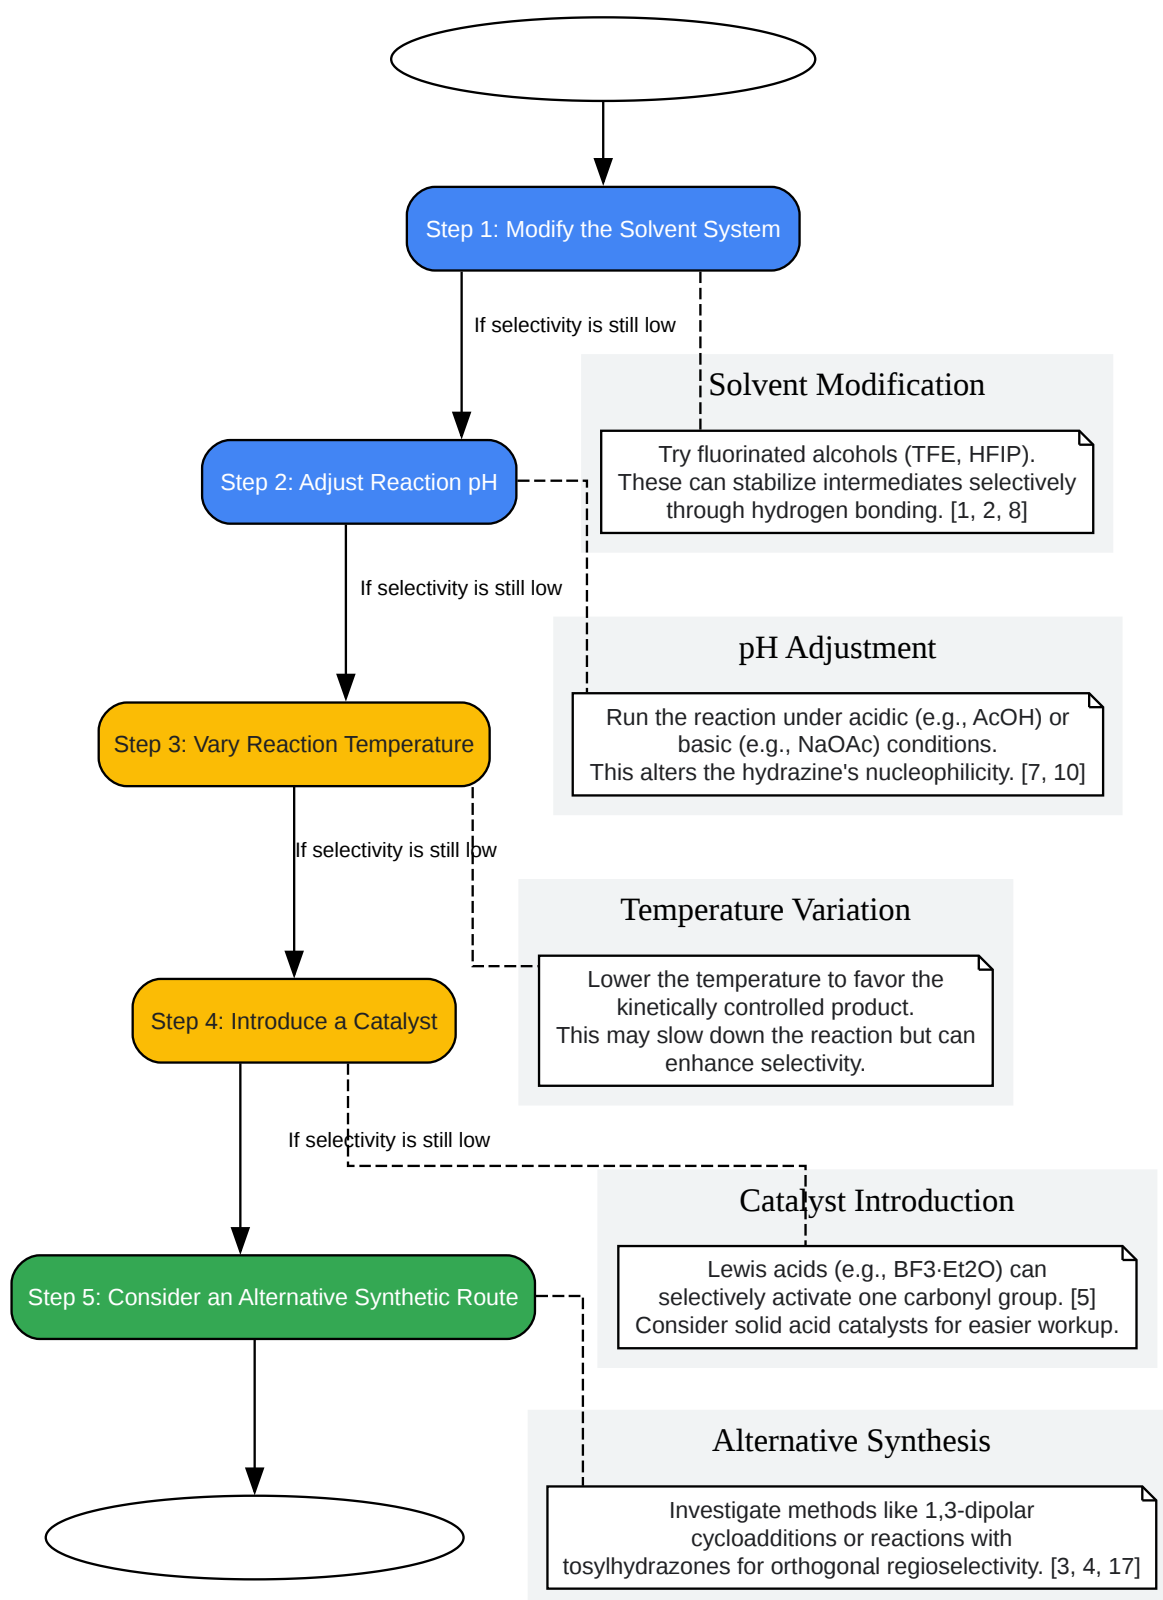 Step 1: Modify the Solvent System
If selectivity is still low
Solvent Modification
Try fluorinated alcohols (TFE, HFIP).
These can stabilize intermediates selectively
through hydrogen bonding. [1, 2, 8]
Step 2: Adjust Reaction pH
If selectivity is still low
pH Adjustment
Run the reaction under acidic (e.g., AcOH) or
basic (e.g., NaOAc) conditions.
This alters the hydrazine's nucleophilicity. [7, 10]
Step 3: Vary Reaction Temperature
If selectivity is still low
Temperature Variation
Lower the temperature to favor the
kinetically controlled product.
This may slow down the reaction but can
enhance selectivity.
Step 4: Introduce a Catalyst
If selectivity is still low
Catalyst Introduction
Lewis acids (e.g., BF3·Et2O) can
selectively activate one carbonyl group. [5]
Consider solid acid catalysts for easier workup.
Step 5: Consider an Alternative Synthetic Route
Alternative Synthesis
Investigate methods like 1,3-dipolar
cycloadditions or reactions with
tosylhydrazones for orthogonal regioselectivity. [3, 4, 17]